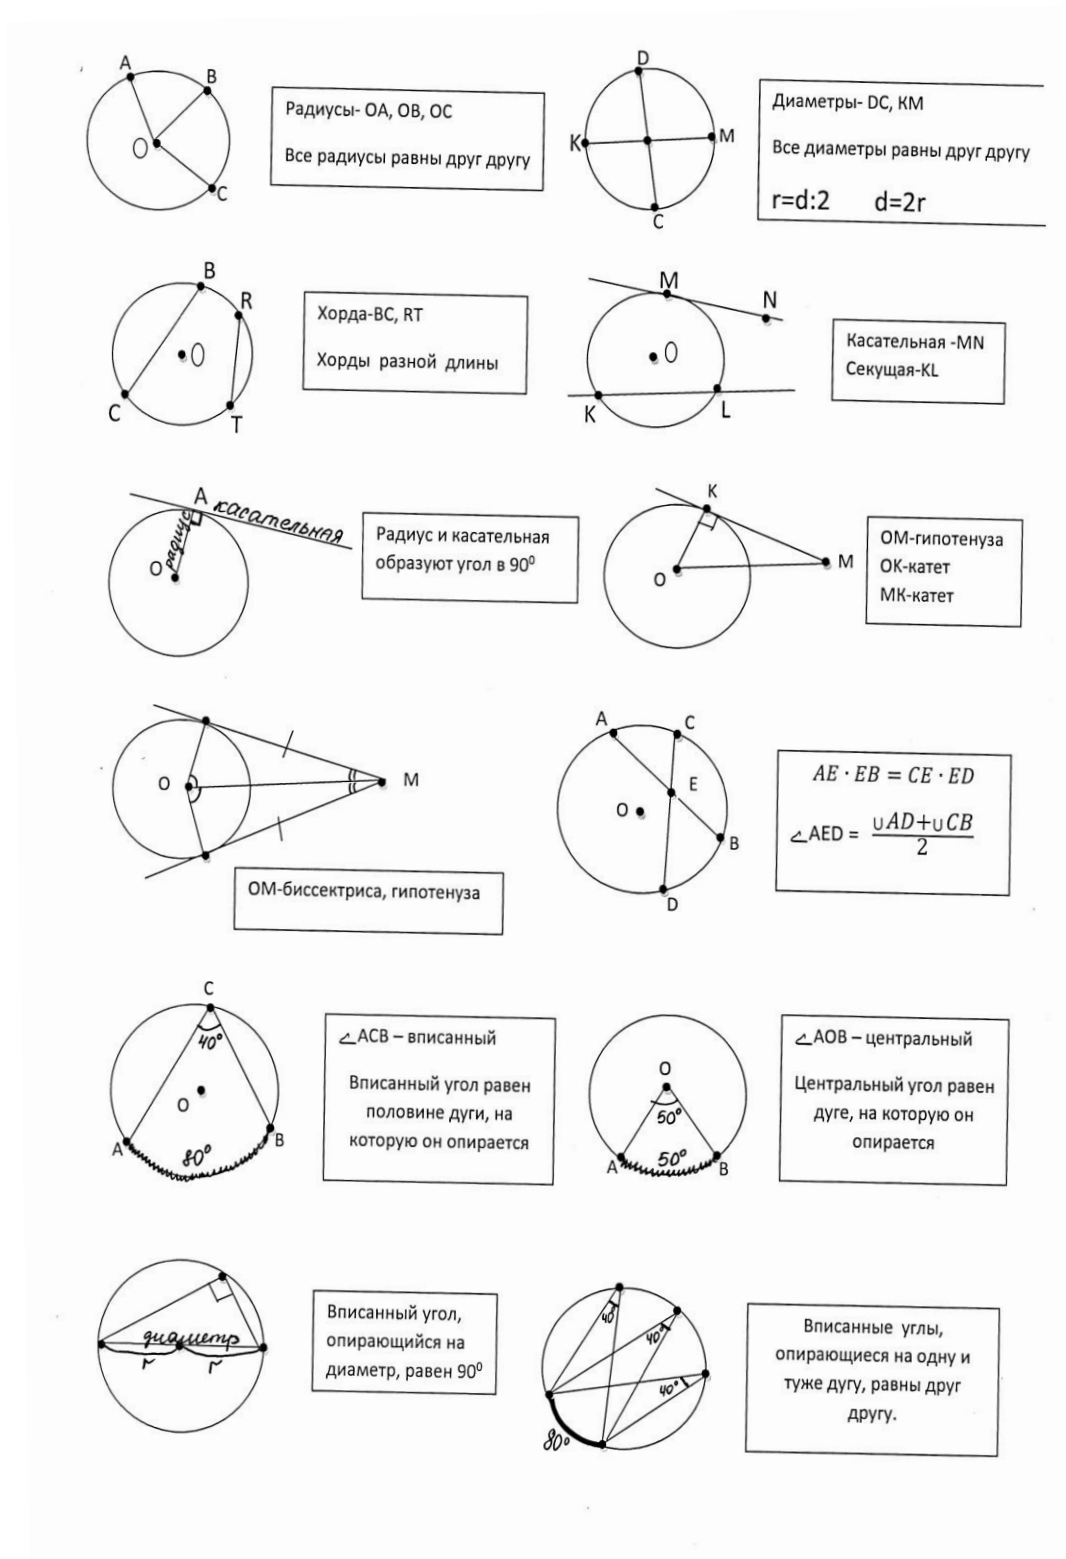 A
B
O
C
Радиусы- OA, OB, OC
Все радиусы равны друг другу
D
K
M
C
Диаметры- DC, KM
Все диаметры равны друг другу
r=d:2 d=2r
B
R
O
C
T
Хорда-BC, RT
Хорды разной длины
M
N
O
K
L
Касательная -MN
Секущая-KL
A касательная
радиус
O
Радиус и касательная
образуют угол в 90⁰
K
M
O
OM-гипотенуза
OK-катет
MK-катет
O
M
OM-биссектриса, гипотенуза
A
C
E
O
B
D
AE · EB = CE · ED
∠AED = ∪AD+∪CB
2
C
40°
O
A
B
80°
∠ACB – вписанный
Вписанный угол равен
половине дуги, на
которую он опирается
O
50°
A
50°
B
∠AOB – центральный
Центральный угол равен
дуге, на которую он
опирается
диаметр
r r
Вписанный угол,
опирающийся на
диаметр, равен 90⁰
40
40°
40°
80°
Вписанные углы,
опирающиеся на одну и
туже дугу, равны друг
другу.